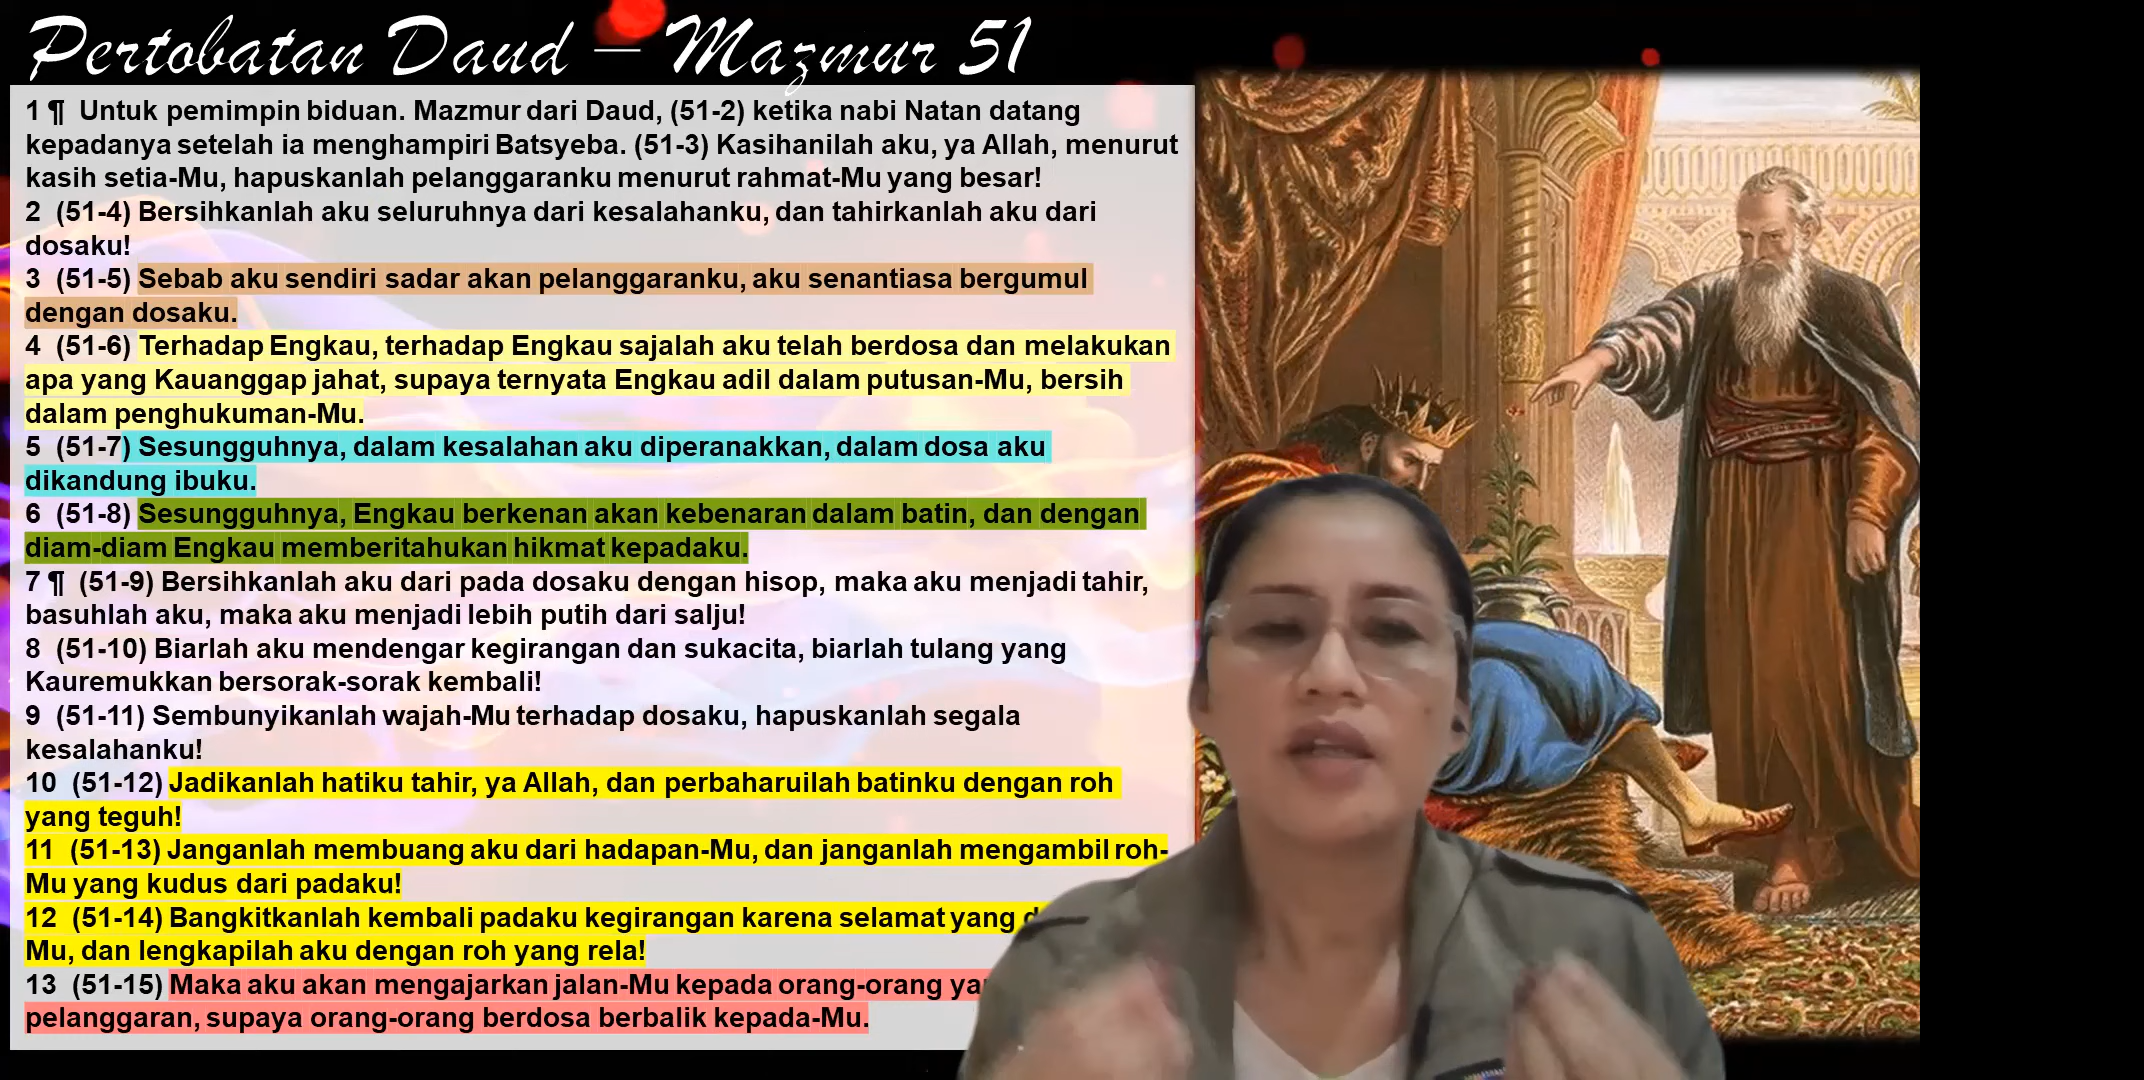 Pertobatan Daud – Mazmur 51
1 ¶ Untuk pemimpin biduan. Mazmur dari Daud, (51-2) ketika nabi Natan datang
kepadanya setelah ia menghampiri Batsyeba. (51-3) Kasihanilah aku, ya Allah, menurut
kasih setia-Mu, hapuskanlah pelanggaranku menurut rahmat-Mu yang besar!
2 (51-4) Bersihkanlah aku seluruhnya dari kesalahanku, dan tahirkanlah aku dari
dosaku!
3 (51-5) Sebab aku sendiri sadar akan pelanggaranku, aku senantiasa bergumul
dengan dosaku.
4 (51-6) Terhadap Engkau, terhadap Engkau sajalah aku telah berdosa dan melakukan
apa yang Kauanggap jahat, supaya ternyata Engkau adil dalam putusan-Mu, bersih
dalam penghukuman-Mu.
5 (51-7) Sesungguhnya, dalam kesalahan aku diperanakkan, dalam dosa aku
dikandung ibuku.
6 (51-8) Sesungguhnya, Engkau berkenan akan kebenaran dalam batin, dan dengan
diam-diam Engkau memberitahukan hikmat kepadaku.
7 ¶ (51-9) Bersihkanlah aku dari pada dosaku dengan hisop, maka aku menjadi tahir,
basuhlah aku, maka aku menjadi lebih putih dari salju!
8 (51-10) Biarlah aku mendengar kegirangan dan sukacita, biarlah tulang yang
Kauremukkan bersorak-sorak kembali!
9 (51-11) Sembunyikanlah wajah-Mu terhadap dosaku, hapuskanlah segala
kesalahanku!
10 (51-12) Jadikanlah hatiku tahir, ya Allah, dan perbaharuilah batinku dengan roh
yang teguh!
11 (51-13) Janganlah membuang aku dari hadapan-Mu, dan janganlah mengambil roh-
Mu yang kudus dari padaku!
12 (51-14) Bangkitkanlah kembali padaku kegirangan karena selamat yang
Mu, dan lengkapilah aku dengan roh yang rela!
13 (51-15) Maka aku akan mengajarkan jalan-Mu kepada orang-orang
pelanggaran, supaya orang-orang berdosa berbalik kepada-Mu.